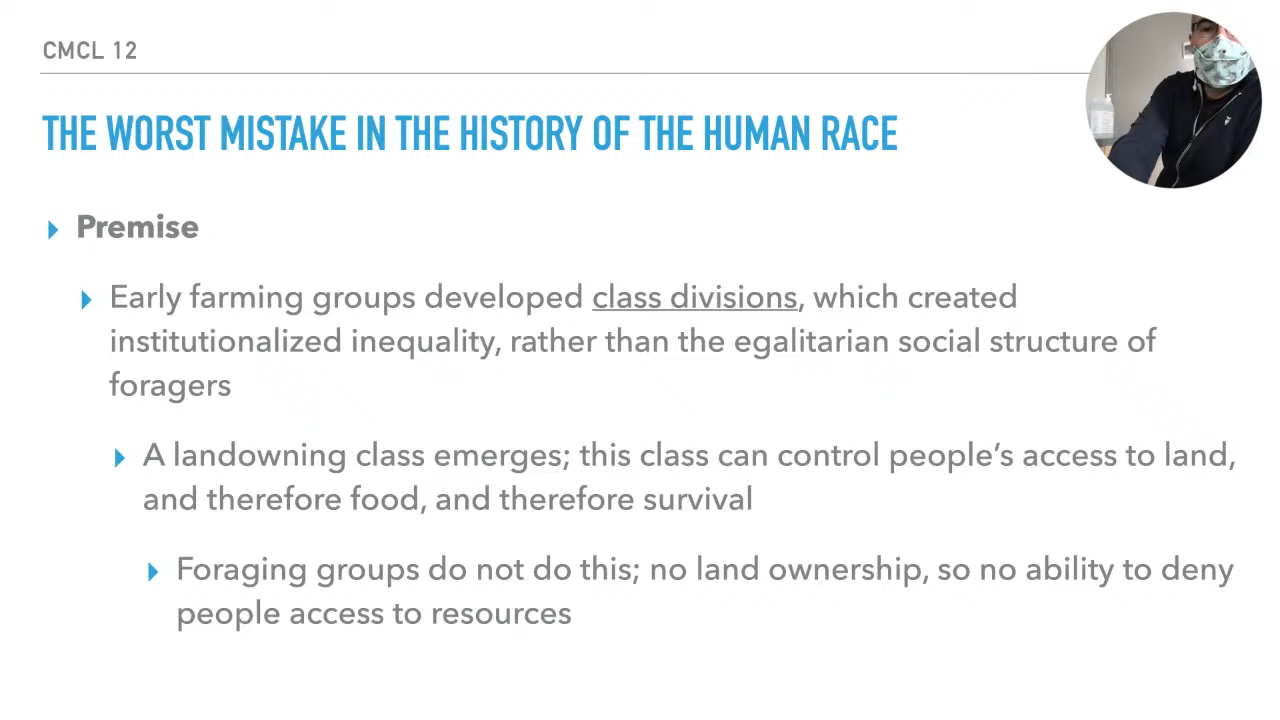 CMCL 12
THE WORST MISTAKE IN THE HISTORY OF THE HUMAN RACE
Premise
Early farming groups developed class divisions, which created
institutionalized inequality, rather than the egalitarian social structure of
foragers
A landowning class emerges; this class can control people’s access to land,
and therefore food, and therefore survival
Foraging groups do not do this; no land ownership, so no ability to deny
people access to resources